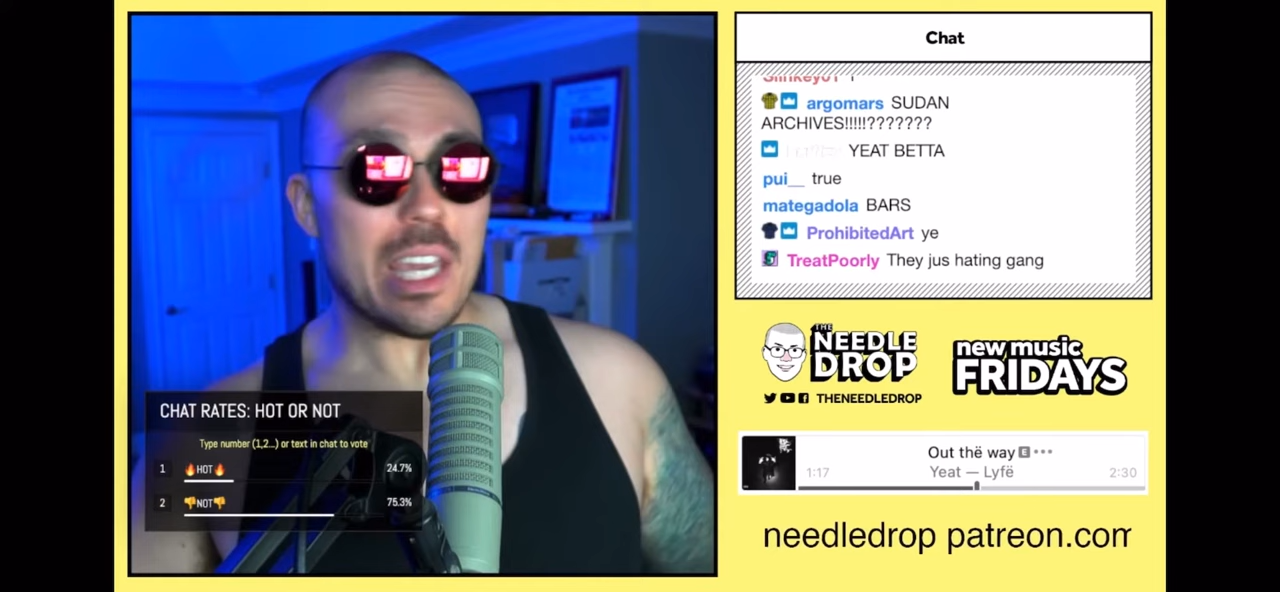 Chat
argomars SUDAN
ARCHIVES!!!!!???????
YEAT BETTA
pui__ true
mategadola BARS
ProhibitedArt ye
TreatPoorly They jus hating gang
THE
NEEDLE
DROP
THENEEDLEDROP
new music
FRIDAYS
Out thë way E •••
1:17 Yeat — Lyfë 2:30
needledrop patreon.com
CHAT RATES: HOT OR NOT
Type number (1,2...) or text in chat to vote
1 🔥HOT🔥 24.7%
2 👎NOT👎 75.3%